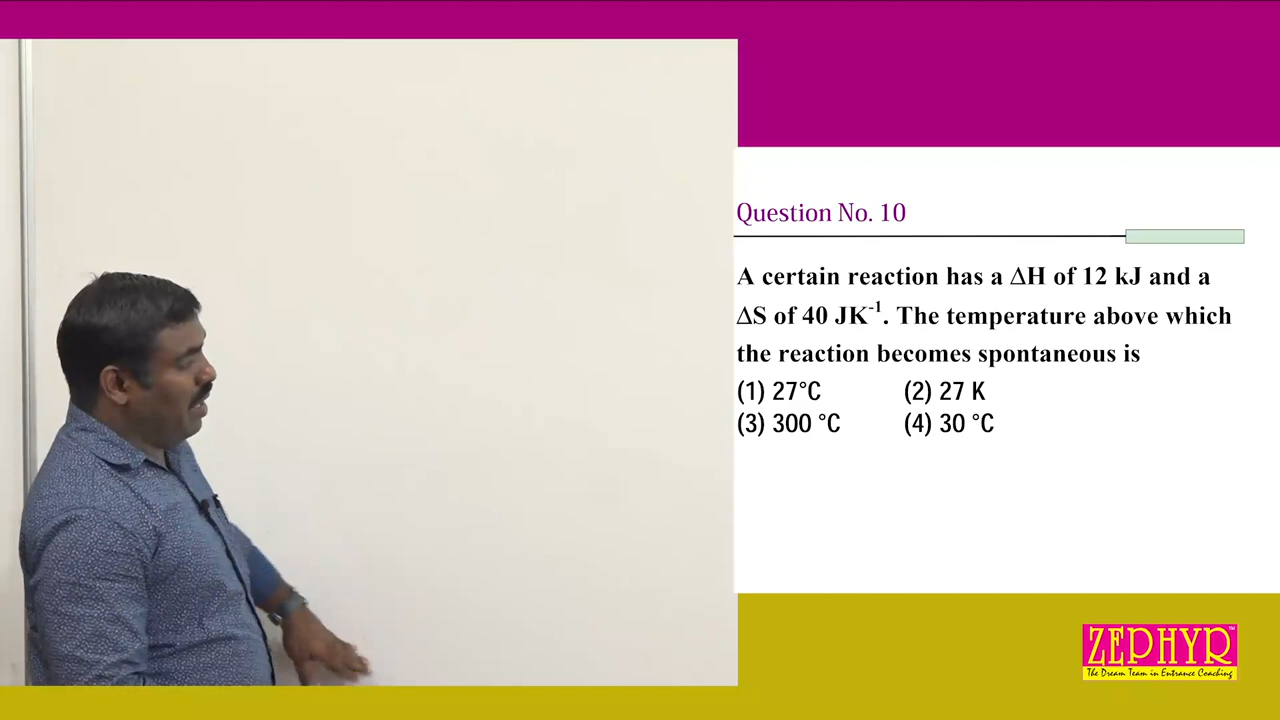 Question No. 10
A certain reaction has a ΔH of 12 kJ and a
ΔS of 40 JK⁻¹. The temperature above which
the reaction becomes spontaneous is
(1) 27°C (2) 27 K
(3) 300 °C (4) 30 °C
ZEPHYR™
The Dream Team in Entrance Coaching